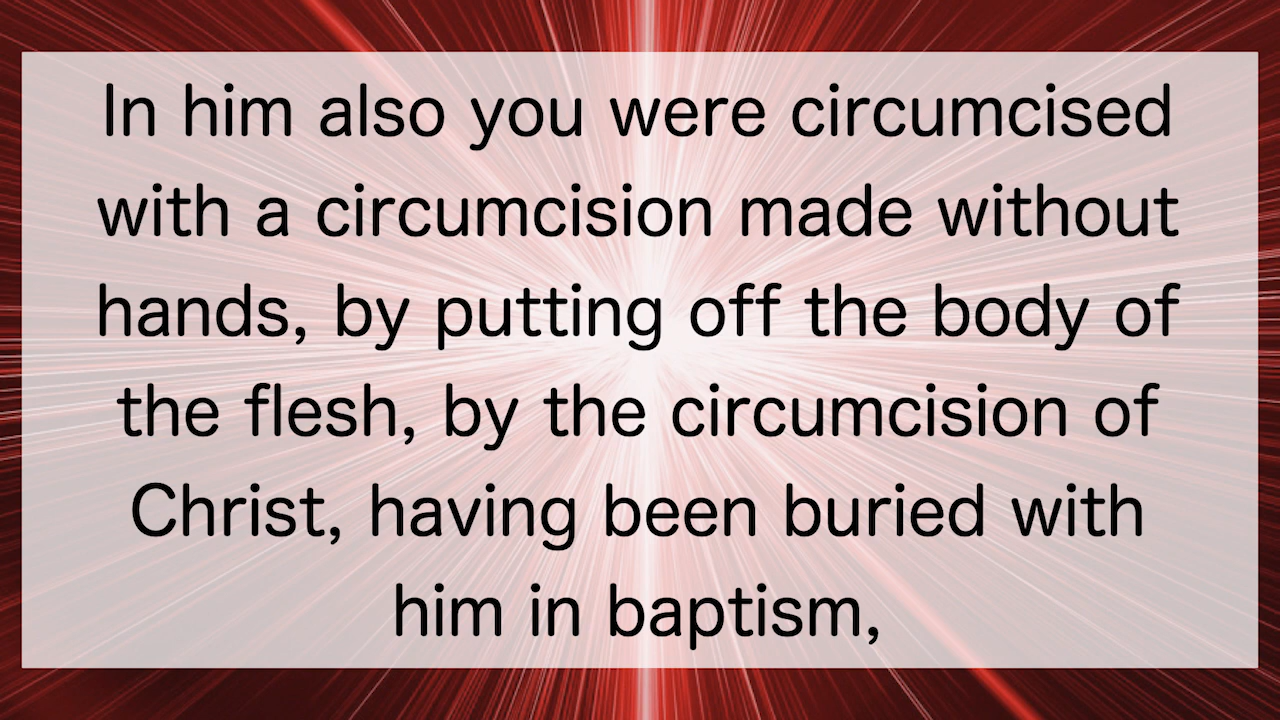 In him also you were circumcised
with a circumcision made without
hands, by putting off the body of
the flesh, by the circumcision of
Christ, having been buried with
him in baptism,